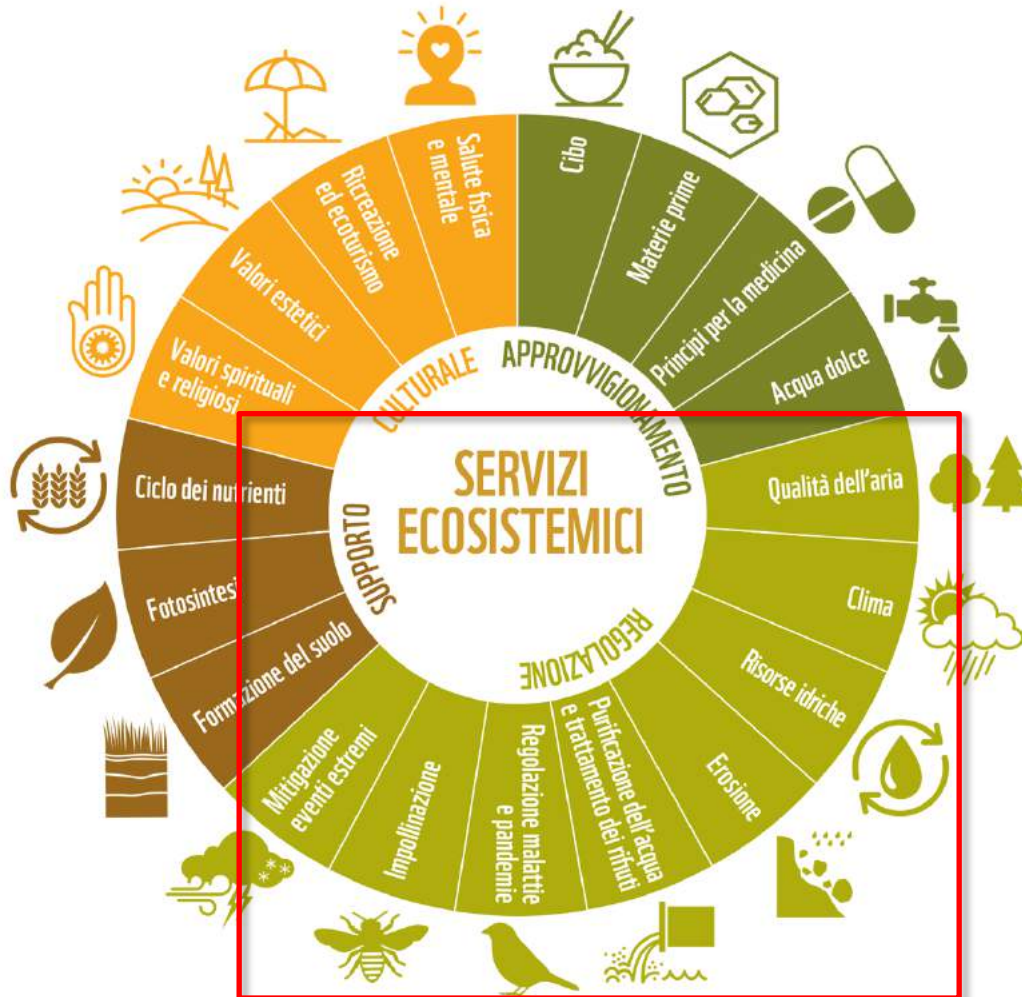 Salute fisica
e mentale
Cibo
Materie prime
Principi per la medicina
Acqua dolce
Qualità dell'aria
Clima
Risorse idriche
Erosione
Purificazione dell'acqua
e trattamento dei rifiuti
Regolazione malattie
e pandemie
Impollinazione
Mitigazione
eventi estremi
Formazione del suolo
Fotosintesi
Ciclo dei nutrienti
Valori spirituali
e religiosi
Valori estetici
Ricreazione
ed ecoturismo
CULTURALE
APPROVVIGIONAMENTO
REGOLAZIONE
SUPPORTO
SERVIZI
ECOSISTEMICI